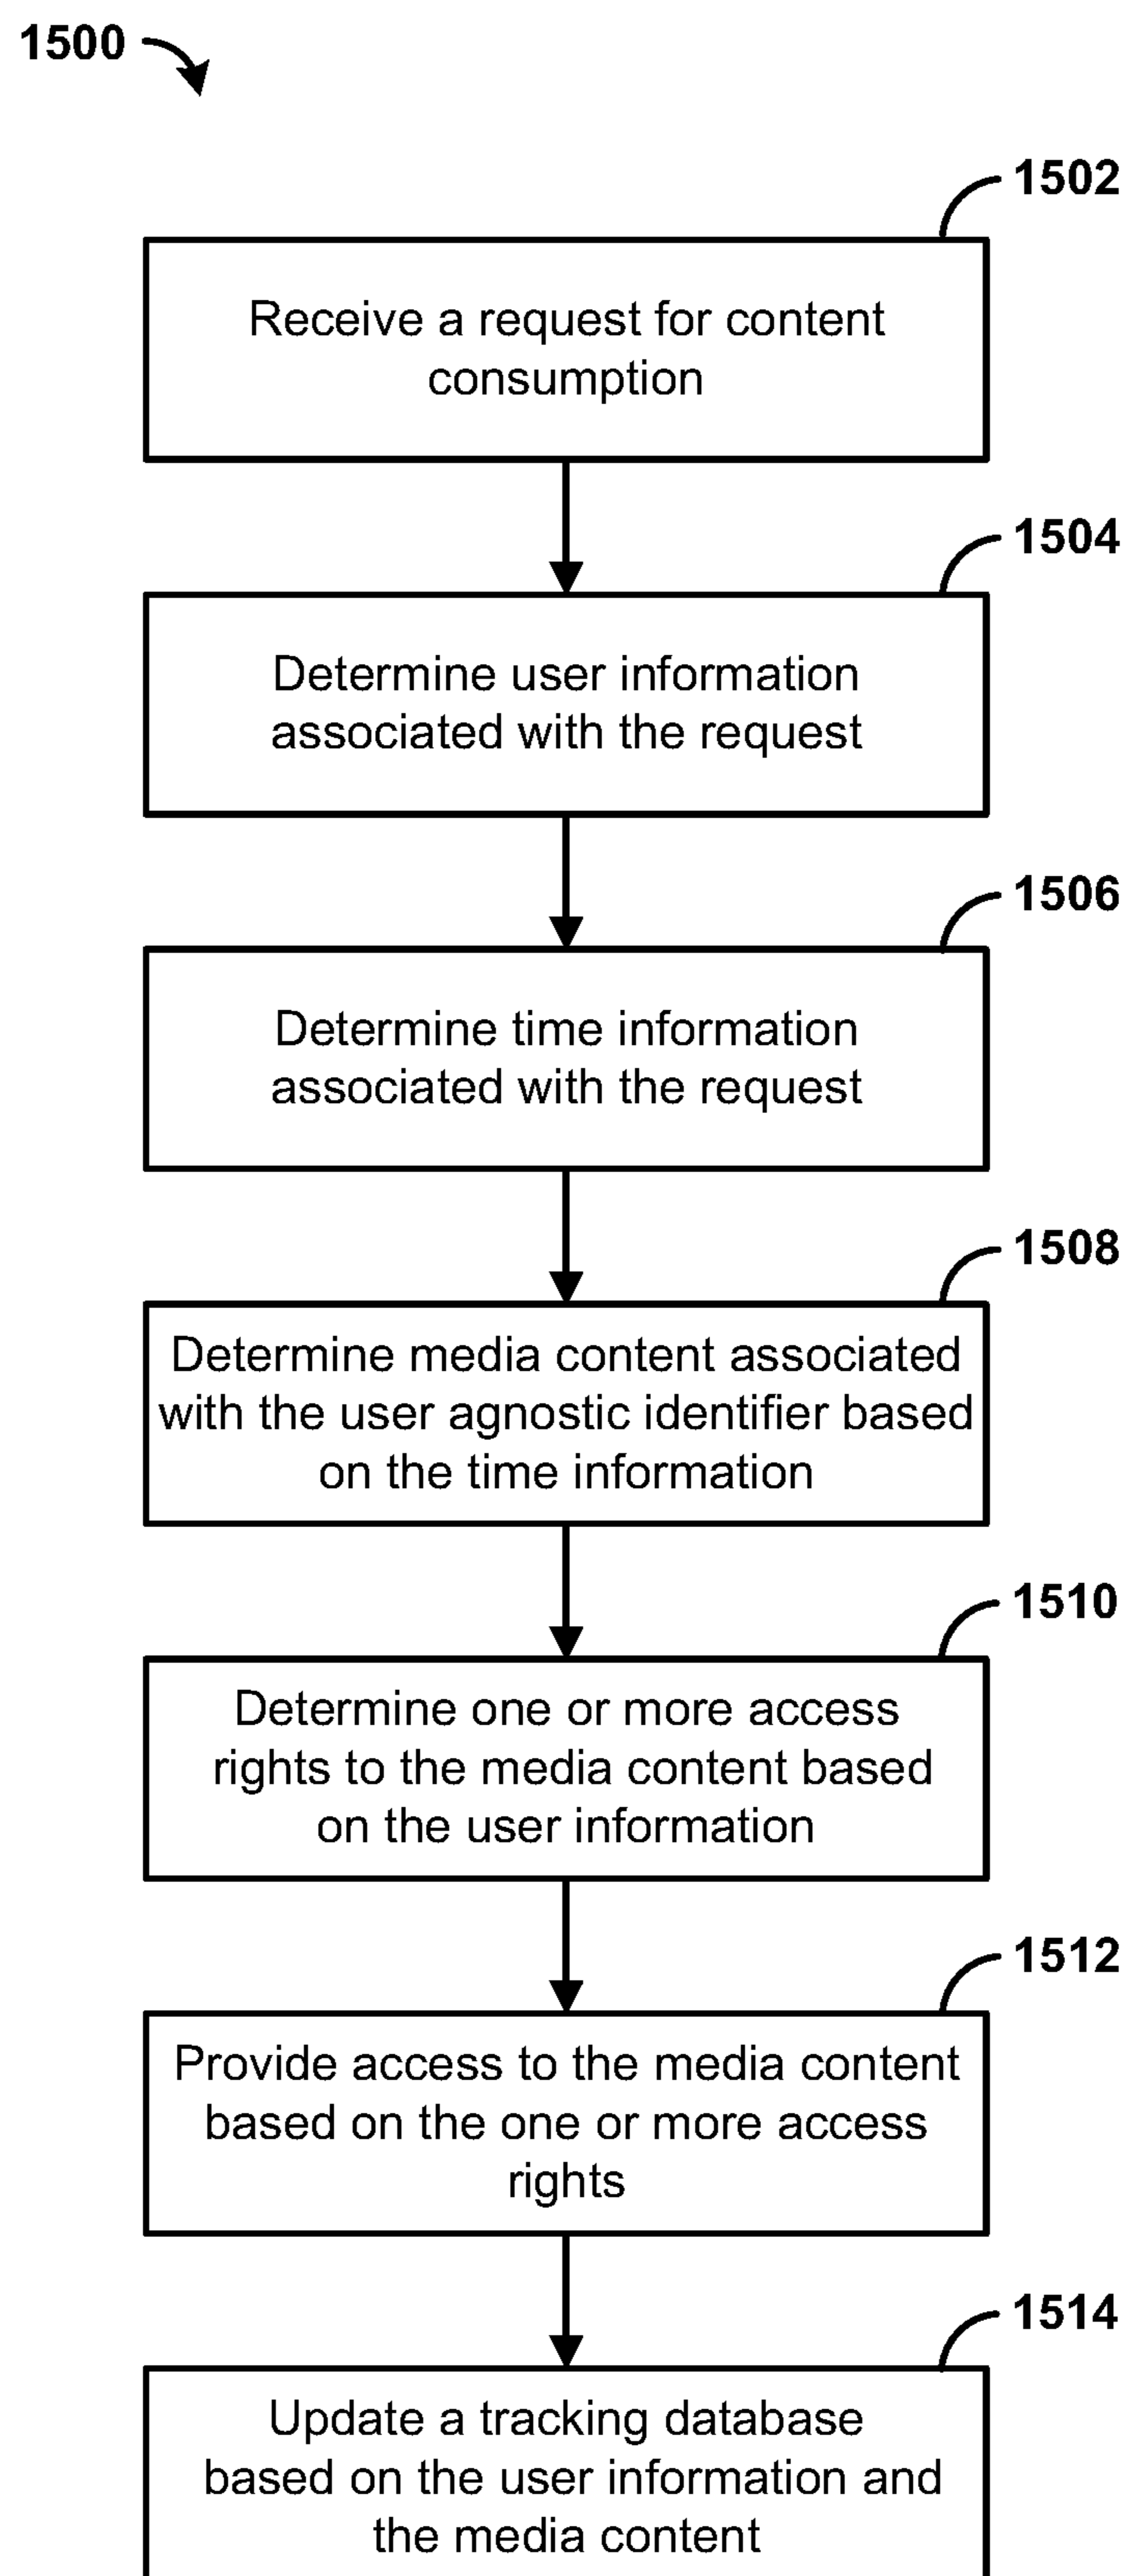 1500
1502
Receive a request for content
consumption
1504
Determine user information
associated with the request
1506
Determine time information
associated with the request
1508
Determine media content associated
with the user agnostic identifier based
on the time information
1510
Determine one or more access
rights to the media content based
on the user information
1512
Provide access to the media content
based on the one or more access
rights
1514
Update a tracking database
based on the user information and
the media content